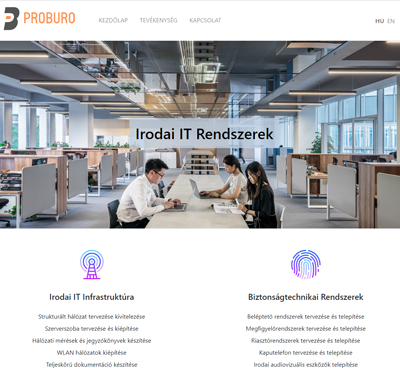 PROBURO
KEZDŐLAP TEVÉKENYSÉG KAPCSOLAT
HU EN
Irodai IT Rendszerek
Irodai IT Infrastruktúra
Strukturált hálózat tervezése kivitelezése
Szerverszoba tervezés és kiépítése
Hálózati mérések és jegyzőkönyvek készítése
WLAN hálózatok kiépítése
Teljeskörű dokumentáció készítése
Biztonságtechnikai Rendszerek
Beléptető rendszerek tervezése és telepítése
Megfigyelőrendszerek tervezése és telepítése
Riasztórendszerek tervezése és telepítése
Kaputelefon tervezése és telepítése
Irodai audiovizuális eszközök telepítése